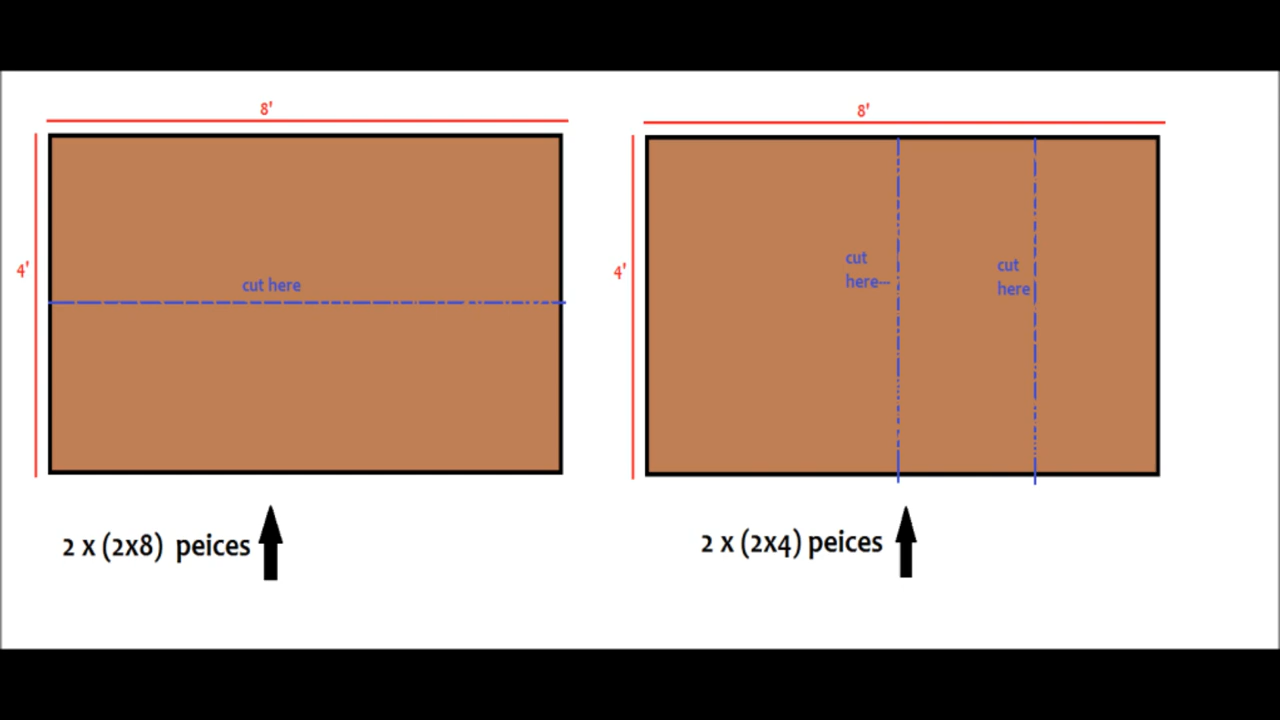 8'
4'
cut here
2 x (2x8) peices
8'
4'
cut
here--
cut
here
2 x (2x4) peices